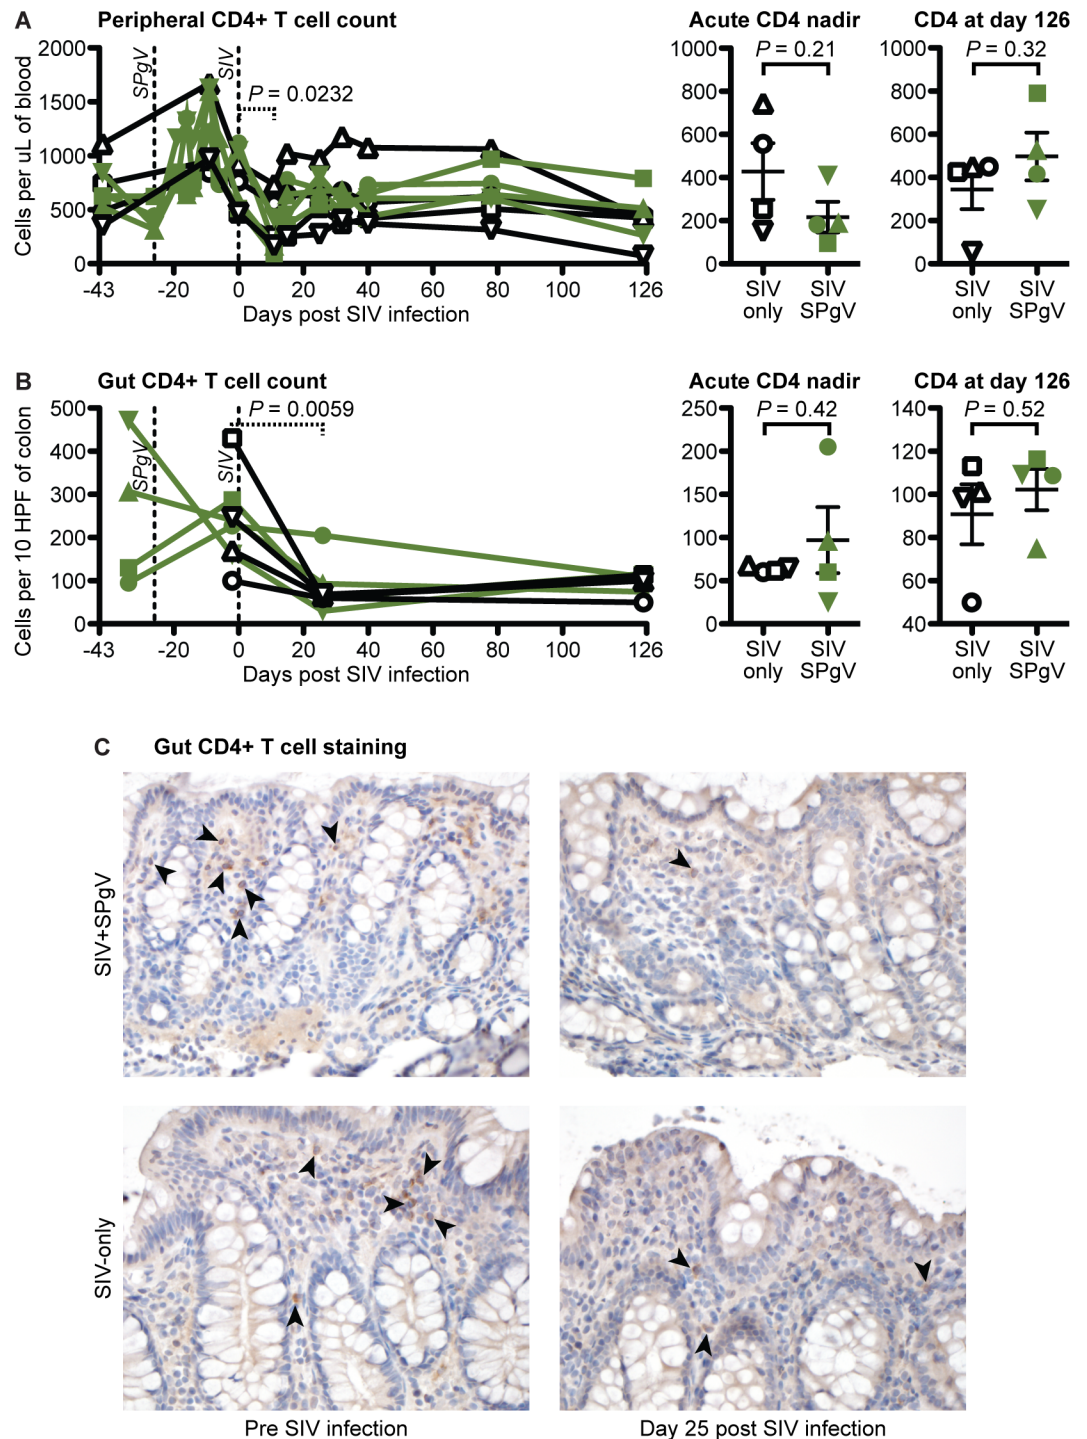 A Peripheral CD4+ T cell count
Acute CD4 nadir
CD4 at day 126
Cells per uL of blood
2000
1500
1000
500
0
SPgV
SIV
P = 0.0232
-43 -20 0 20 40 60 80 100 126
Days post SIV infection
1000
800
600
400
200
0
P = 0.21
SIV only
SIV SPgV
1000
800
600
400
200
0
P = 0.32
SIV only
SIV SPgV
B Gut CD4+ T cell count
Acute CD4 nadir
CD4 at day 126
Cells per 10 HPF of colon
500
400
300
200
100
0
SPgV
SIV
P = 0.0059
-43 -20 0 20 40 60 80 100 126
Days post SIV infection
250
200
150
100
50
0
P = 0.42
SIV only
SIV SPgV
140
120
100
80
60
40
P = 0.52
SIV only
SIV SPgV
C Gut CD4+ T cell staining
SIV+SPgV
SIV-only
Pre SIV infection
Day 25 post SIV infection